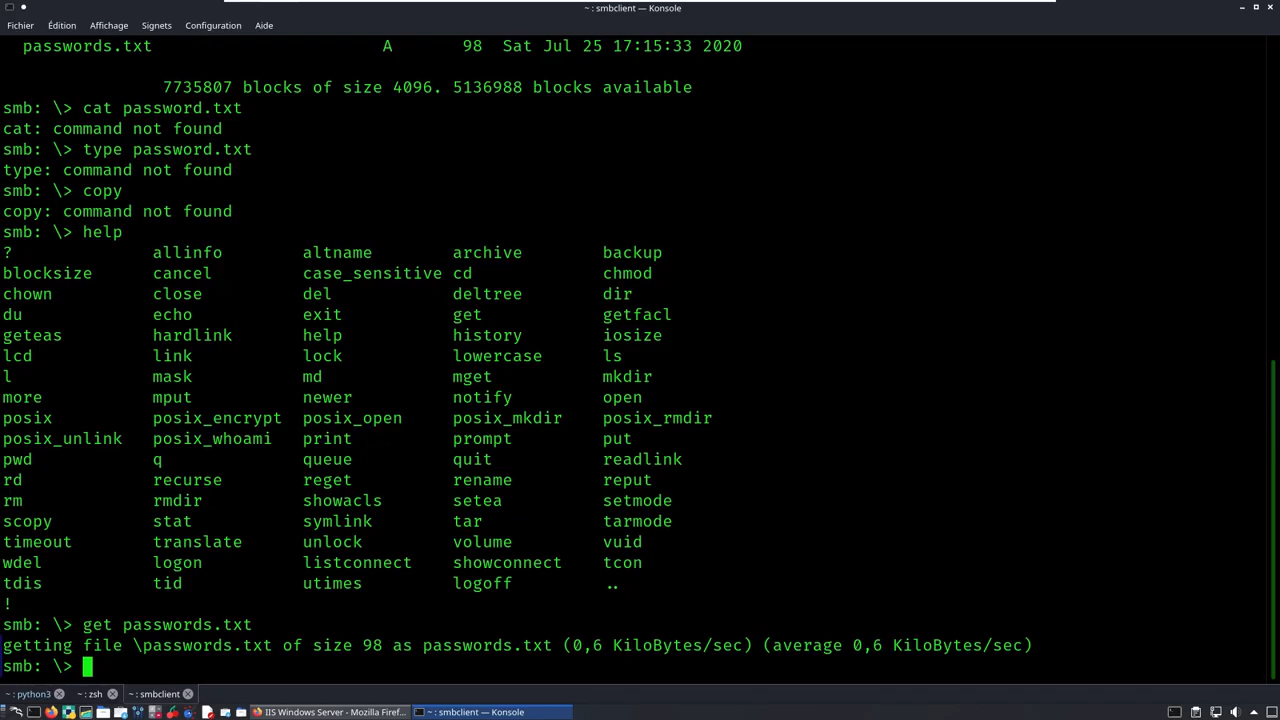 ~ : smbclient — Konsole
Fichier Édition Affichage Signets Configuration Aide
passwords.txt A 98 Sat Jul 25 17:15:33 2020
7735807 blocks of size 4096. 5136988 blocks available
smb: \> cat password.txt
cat: command not found
smb: \> type password.txt
type: command not found
smb: \> copy
copy: command not found
smb: \> help
? allinfo altname archive backup
blocksize cancel case_sensitive cd chmod
chown close del deltree dir
du echo exit get getfacl
geteas hardlink help history iosize
lcd link lock lowercase ls
l mask md mget mkdir
more mput newer notify open
posix posix_encrypt posix_open posix_mkdir posix_rmdir
posix_unlink posix_whoami print prompt put
pwd q queue quit readlink
rd recurse reget rename reput
rm rmdir showacls setea setmode
scopy stat symlink tar tarmode
timeout translate unlock volume vuid
wdel logon listconnect showconnect tcon
tdis tid utimes logoff ..
!
smb: \> get passwords.txt
getting file \passwords.txt of size 98 as passwords.txt (0,6 KiloBytes/sec) (average 0,6 KiloBytes/sec)
smb: \>
~ : python3 ~ : zsh ~ : smbclient
IIS Windows Server - Mozilla Firef... ~ : smbclient — Konsole